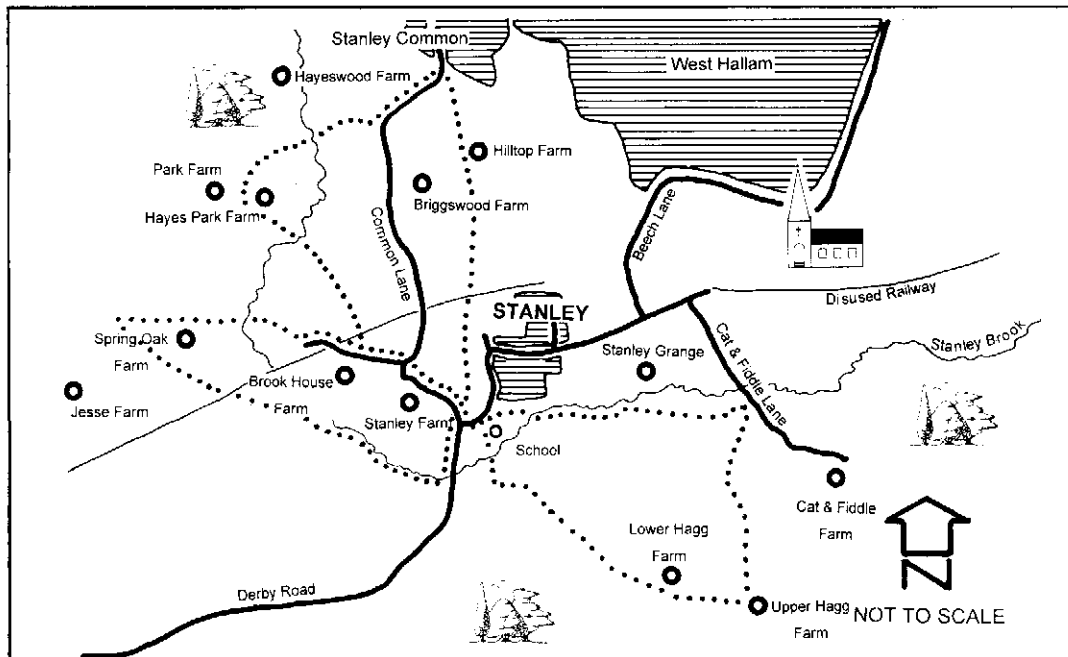 Stanley Common
West Hallam
Hayeswood Farm
Hilltop Farm
Park Farm
Briggswood Farm
Hayes Park Farm
Common Lane
Beech Lane
STANLEY
Disused Railway
Spring Oak
Farm
Stanley Grange
Stanley Brook
Brook House
Farm
Cat & Fiddle Lane
Jesse Farm
Stanley Farm
School
Cat & Fiddle
Farm
Lower Hagg
Farm
Derby Road
Upper Hagg
Farm
N
NOT TO SCALE